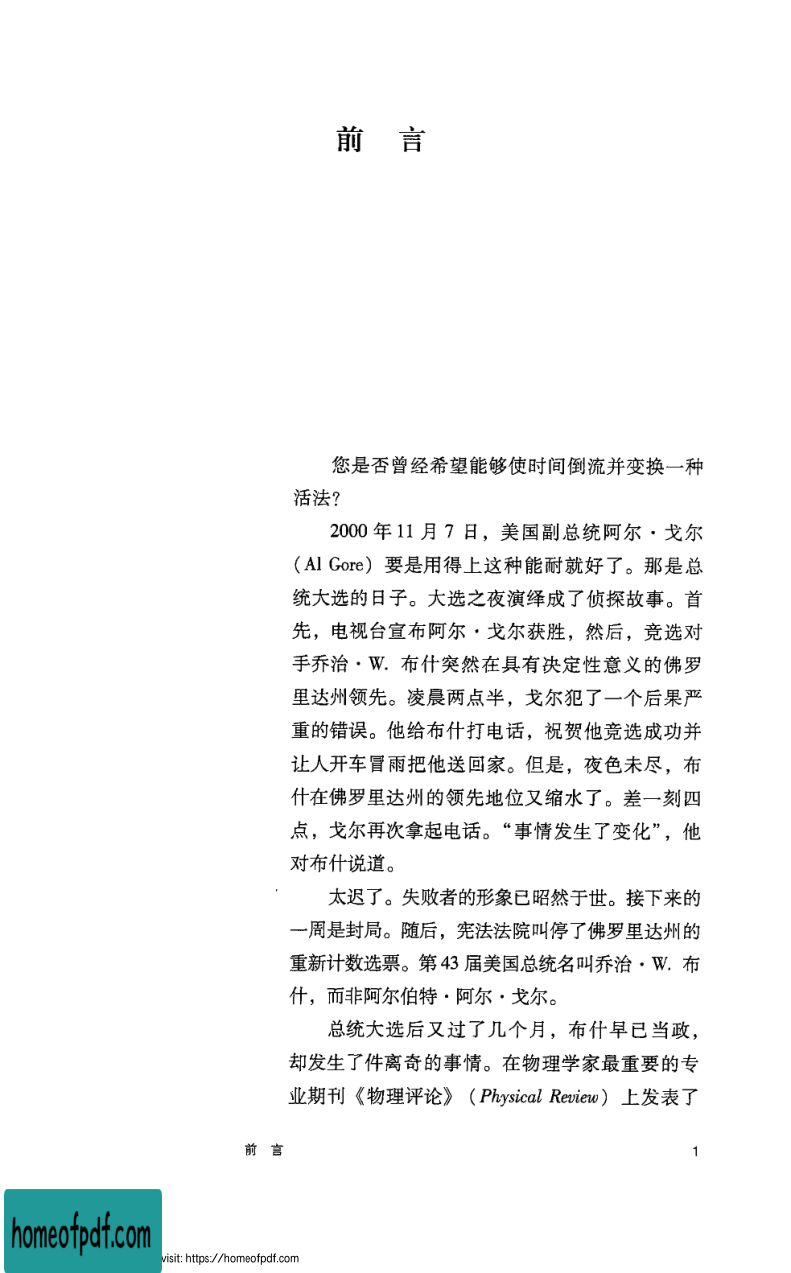 前 言
您是否曾经希望能够使时间倒流并变换一种
活法？
2000 年 11 月 7 日，美国副总统阿尔·戈尔
（Al Gore）要是用得上这种能耐就好了。那是总
统大选的日子。大选之夜演绎成了侦探故事。首
先，电视台宣布阿尔·戈尔获胜，然后，竞选对
手乔治·W. 布什突然在具有决定性意义的佛罗
里达州领先。凌晨两点半，戈尔犯了一个后果严
重的错误。他给布什打电话，祝贺他竞选成功并
让人开车冒雨把他送回家。但是，夜色未尽，布
什在佛罗里达州的领先地位又缩水了。差一刻四
点，戈尔再次拿起电话。“事情发生了变化”，他
对布什说道。
太迟了。失败者的形象已昭然于世。接下来的
一周是封局。随后，宪法法院叫停了佛罗里达州的
重新计数选票。第 43 届美国总统名叫乔治·W. 布
什，而非阿尔伯特·阿尔·戈尔。
总统大选后又过了几个月，布什早已当政，
却发生了件离奇的事情。在物理学家最重要的专
业期刊《物理评论》（Physical Review）上发表了
前 言 1
homeofpdf.com
visit: https://homeofpdf.com